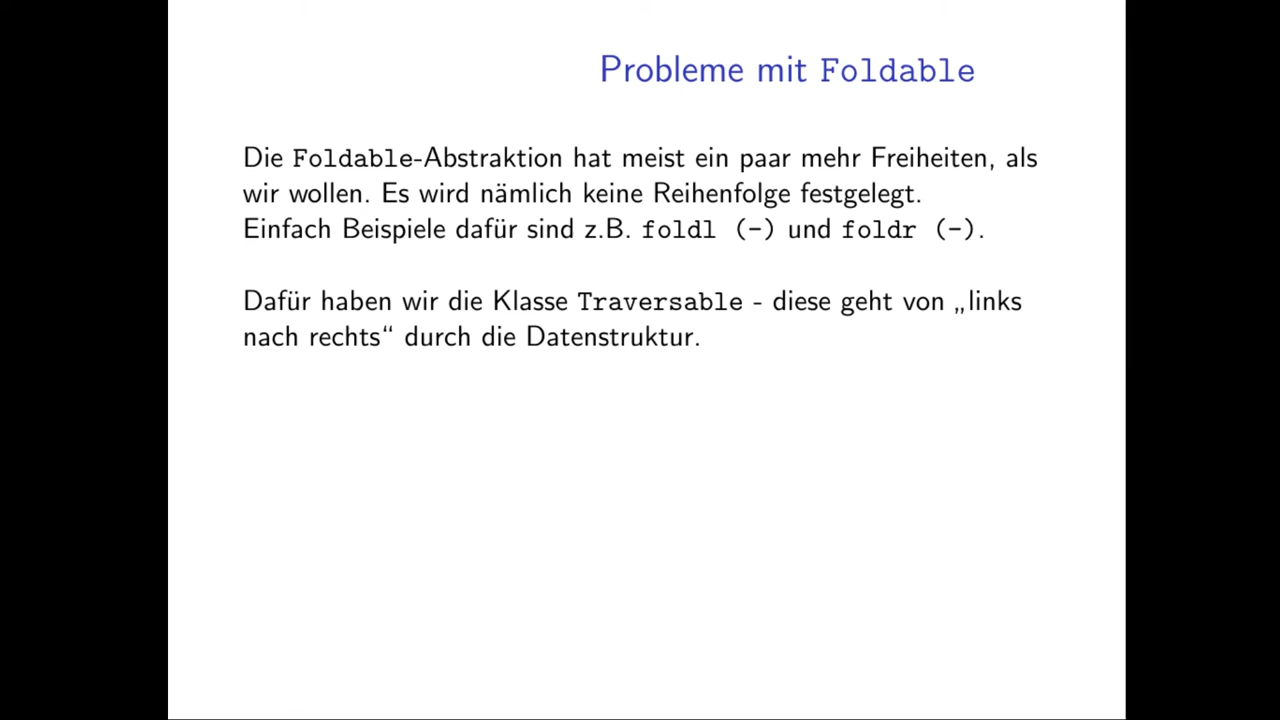 Probleme mit Foldable
Die Foldable-Abstraktion hat meist ein paar mehr Freiheiten, als
wir wollen. Es wird nämlich keine Reihenfolge festgelegt.
Einfach Beispiele dafür sind z.B. foldl (-) und foldr (-).
Dafür haben wir die Klasse Traversable - diese geht von „links
nach rechts“ durch die Datenstruktur.